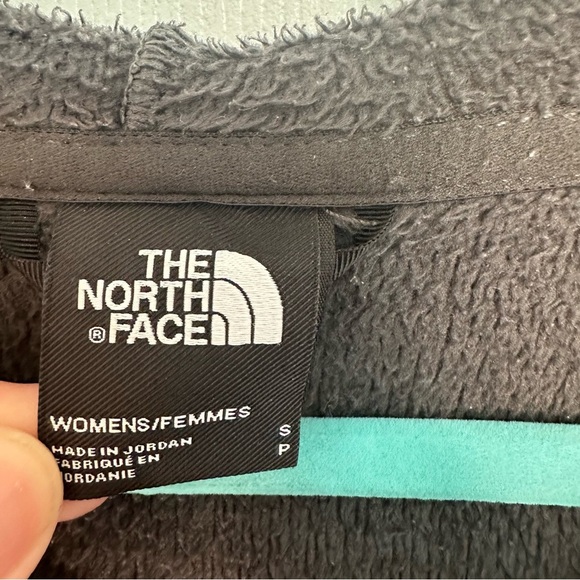 THE
NORTH
® FACE
WOMENS/FEMMES S
P
MADE IN JORDAN
FABRIQUÉ EN
JORDANIE